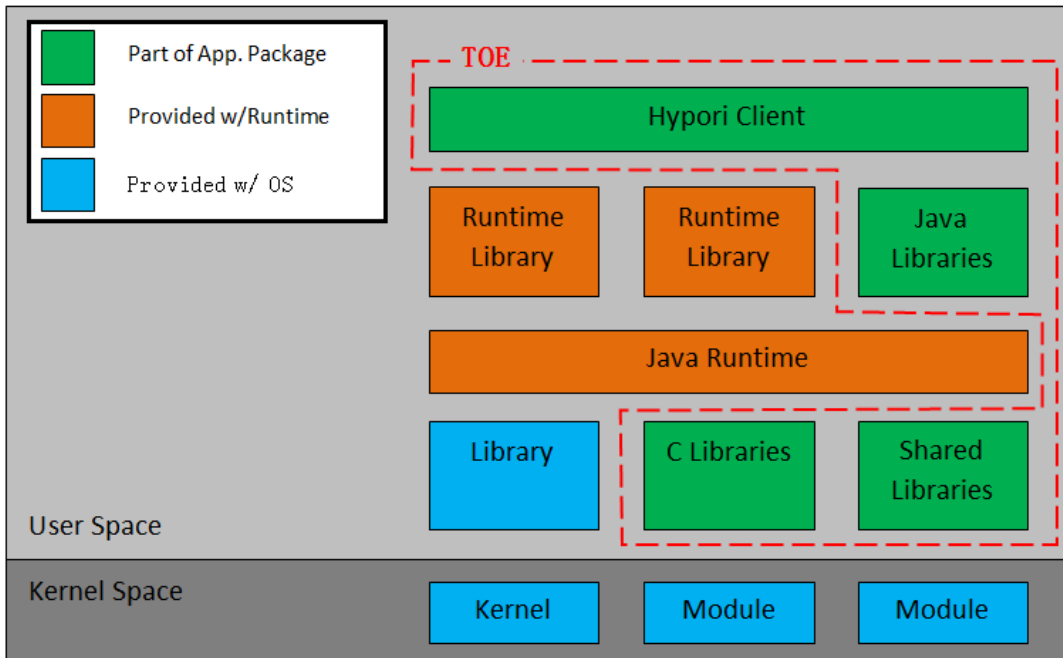 Part of App. Package
Provided w/Runtime
Provided w/ OS
TOE
Hypori Client
Runtime
Library
Runtime
Library
Java
Libraries
Java Runtime
Library
C Libraries
Shared
Libraries
User Space
Kernel Space
Kernel
Module
Module